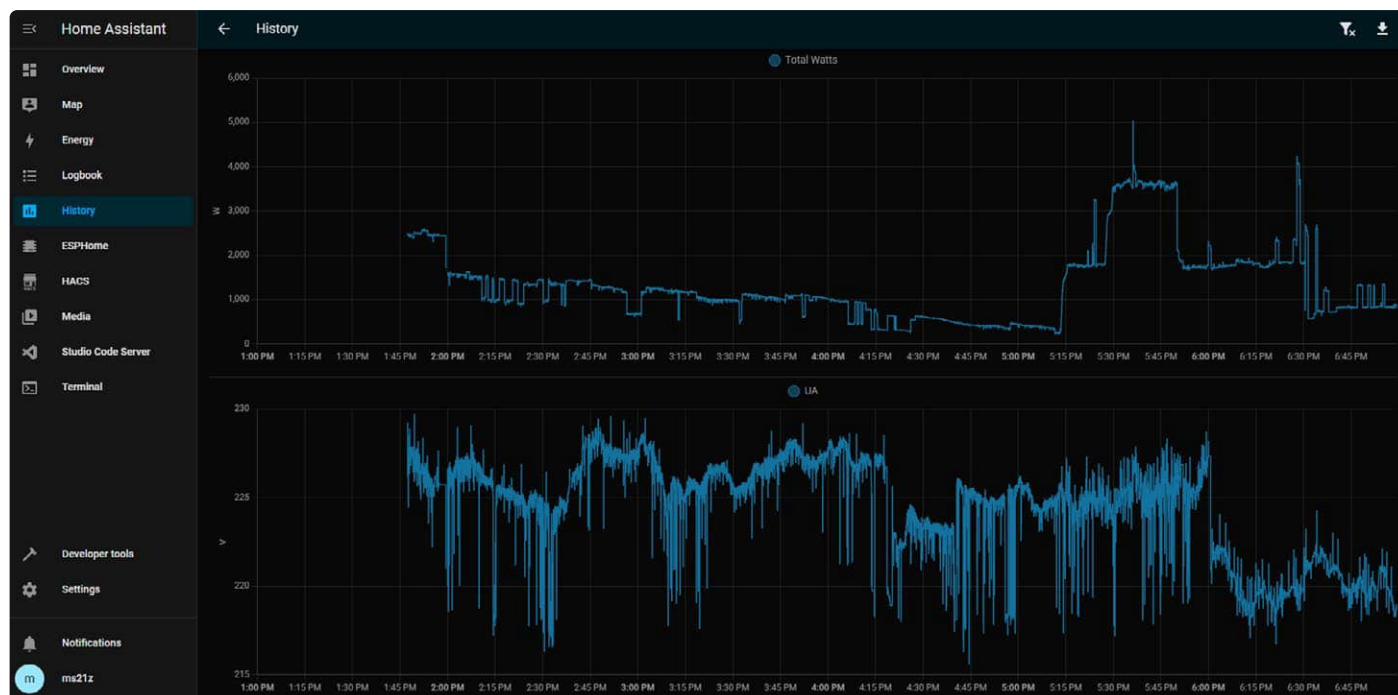 Home Assistant
History
Overview
Map
Energy
Logbook
History
ESPHome
HACS
Media
Studio Code Server
Terminal
Developer tools
Settings
Notifications
m ms21z
Total Watts
6,000
5,000
4,000
3,000
2,000
1,000
0
W
1:00 PM 1:15 PM 1:30 PM 1:45 PM 2:00 PM 2:15 PM 2:30 PM 2:45 PM 3:00 PM 3:15 PM 3:30 PM 3:45 PM 4:00 PM 4:15 PM 4:30 PM 4:45 PM 5:00 PM 5:15 PM 5:30 PM 5:45 PM 6:00 PM 6:15 PM 6:30 PM 6:45 PM
UA
230
225
220
215
V
1:00 PM 1:15 PM 1:30 PM 1:45 PM 2:00 PM 2:15 PM 2:30 PM 2:45 PM 3:00 PM 3:15 PM 3:30 PM 3:45 PM 4:00 PM 4:15 PM 4:30 PM 4:45 PM 5:00 PM 5:15 PM 5:30 PM 5:45 PM 6:00 PM 6:15 PM 6:30 PM 6:45 PM